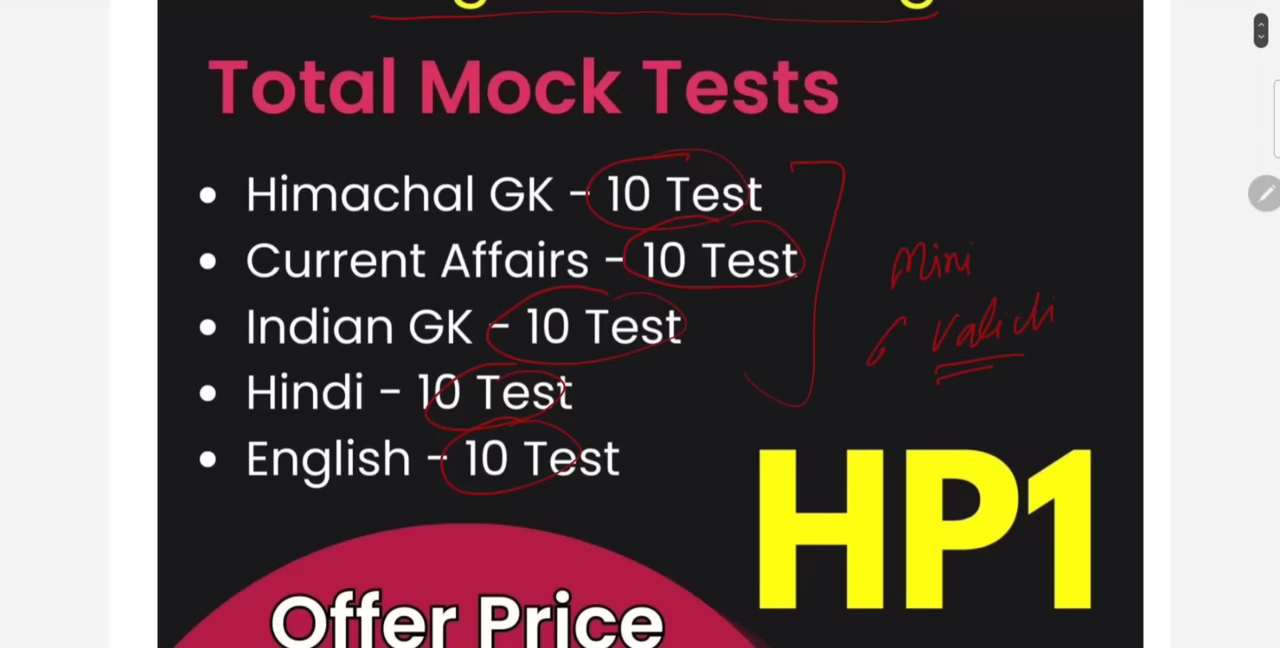 Total Mock Tests
• Himachal GK - 10 Test
• Current Affairs - 10 Test
• Indian GK - 10 Test
• Hindi - 10 Test
• English - 10 Test
Mini
6 validi
HP1
Offer Price